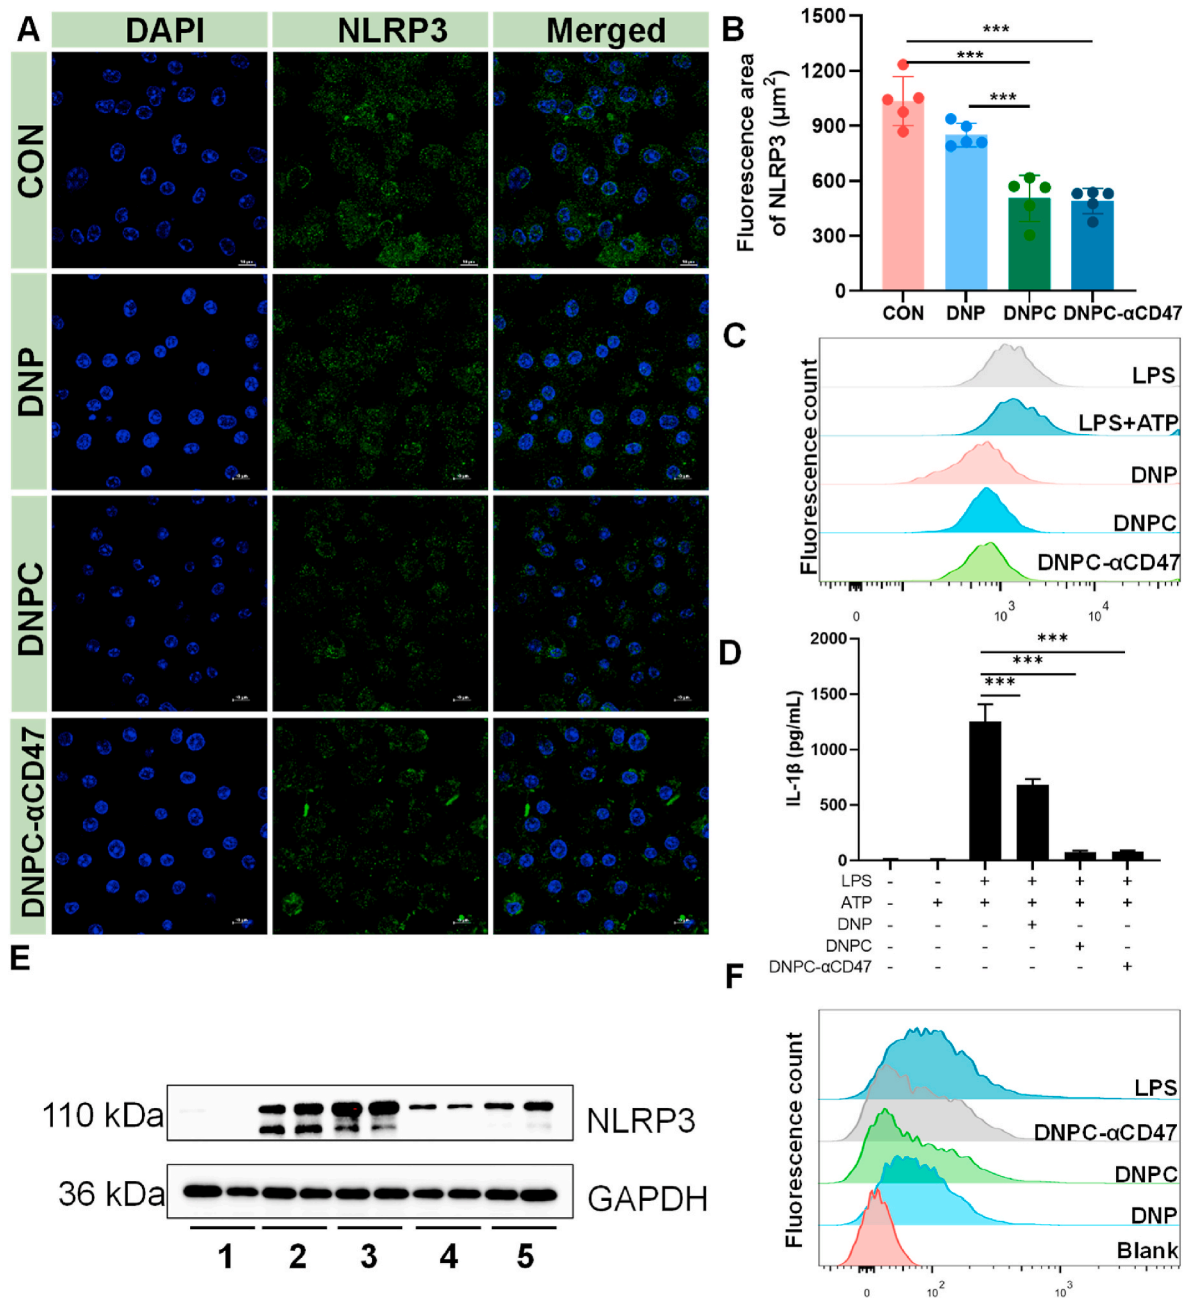 A
DAPI
NLRP3
Merged
CON
DNP
DNPC
DNPC-αCD47
B
Fluorescence area
of NLRP3 (μm²)
1500
1200
900
600
300
0
***
***
***
CON DNP DNPC DNPC-αCD47
C
Fluorescence count
LPS
LPS+ATP
DNP
DNPC
DNPC-αCD47
0 10³ 10⁴
D
IL-1β (pg/mL)
2000
1500
1000
500
0
***
***
***
LPS - - + + + +
ATP - + + + + +
DNP - - - + - -
DNPC - - - - + -
DNPC-αCD47 - - - - - +
E
110 kDa
NLRP3
36 kDa
GAPDH
1 2 3 4 5
F
Fluorescence count
LPS
DNPC-αCD47
DNPC
DNP
Blank
0 10² 10³